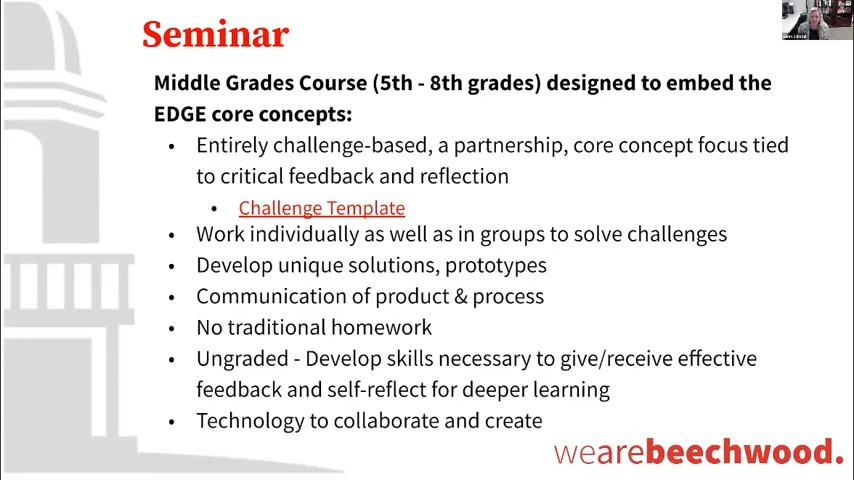 Seminar
Middle Grades Course (5th - 8th grades) designed to embed the
EDGE core concepts:
• Entirely challenge-based, a partnership, core concept focus tied
to critical feedback and reflection
• Challenge Template
• Work individually as well as in groups to solve challenges
• Develop unique solutions, prototypes
• Communication of product & process
• No traditional homework
• Ungraded - Develop skills necessary to give/receive effective
feedback and self-reflect for deeper learning
• Technology to collaborate and create
wearebeechwood.